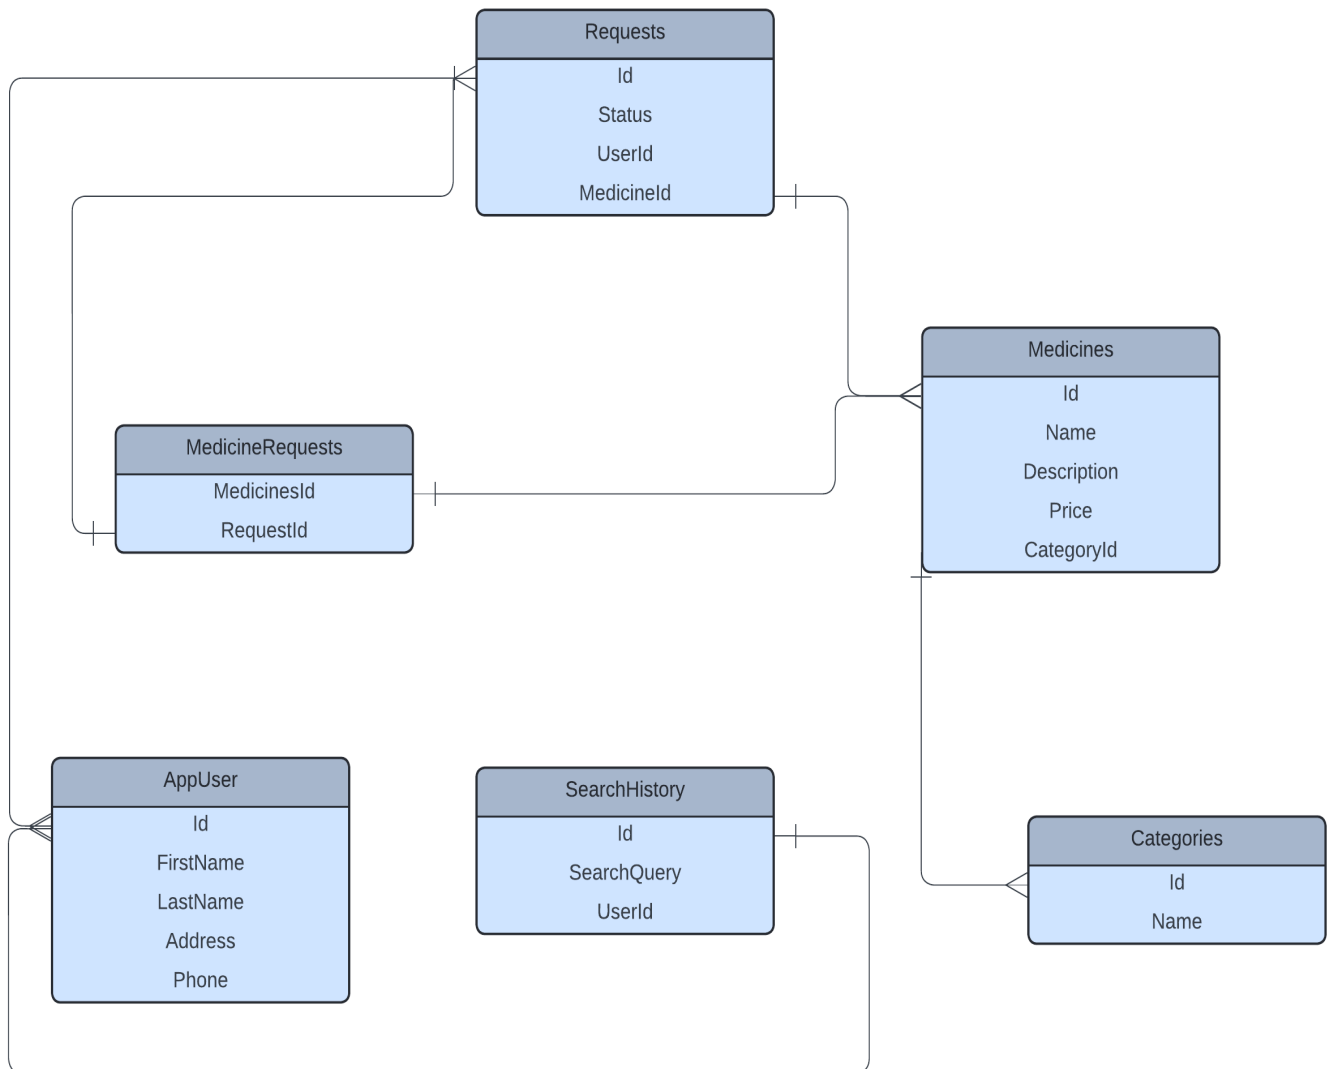 Requests
Id
Status
UserId
MedicineId
Medicines
Id
Name
Description
Price
CategoryId
MedicineRequests
MedicinesId
RequestId
AppUser
Id
FirstName
LastName
Address
Phone
SearchHistory
Id
SearchQuery
UserId
Categories
Id
Name